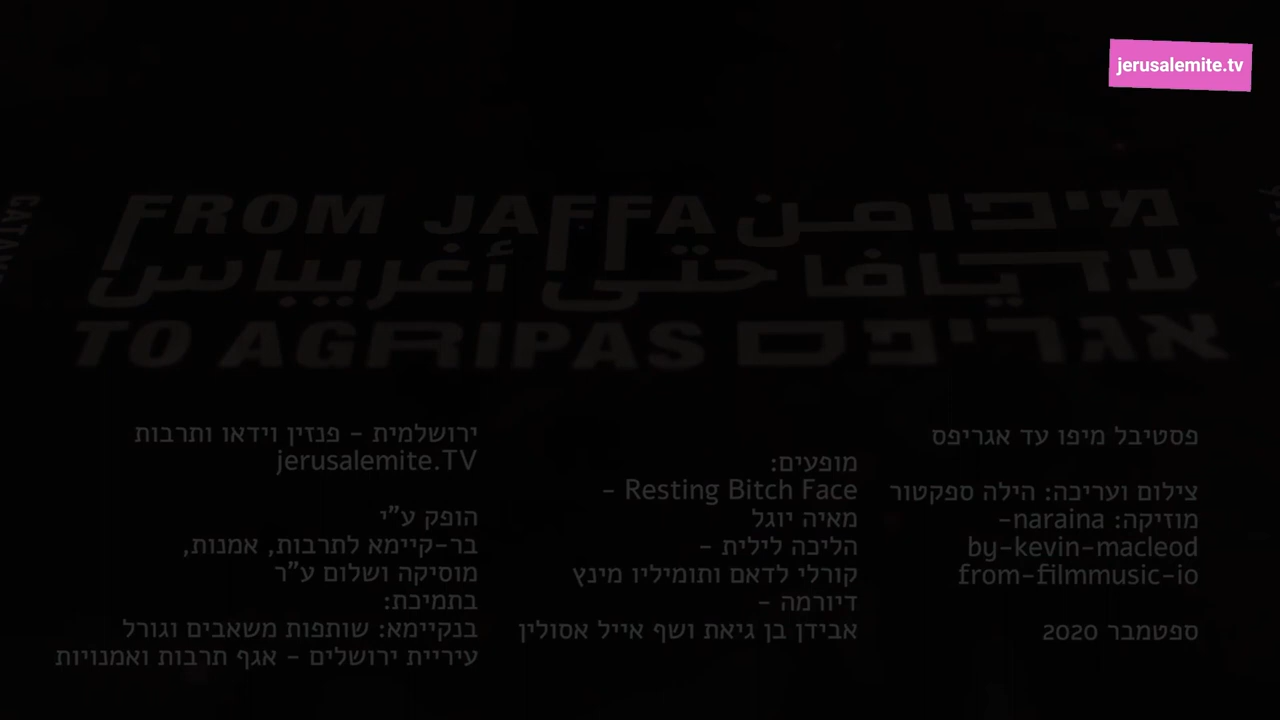 jerusalemite.tv
FROM JAFFA מיפו من
עד يافا حتى أغريباس
TO AGRIPAS אגריפס
פסטיבל מיפו עד אגריפס
צילום ועריכה: הילה ספקטור
מוזיקה: naraina-
by-kevin-macleod
from-filmmusic-io
ספטמבר 2020
מופעים:
Resting Bitch Face -
מאיה יוגל
הליכה לילית -
קורלי לדאם ותומיליו מינץ
דיורמה -
אבידן בן גיאת ושף אייל אסולין
ירושלמית - פנזין וידאו ותרבות
jerusalemite.TV
הופק ע"י
בר-קיימא לתרבות, אמנות,
מוסיקה ושלום ע"ר
בתמיכת:
בנקיימא: שותפות משאבים וגורל
עיריית ירושלים - אגף תרבות ואמנויות